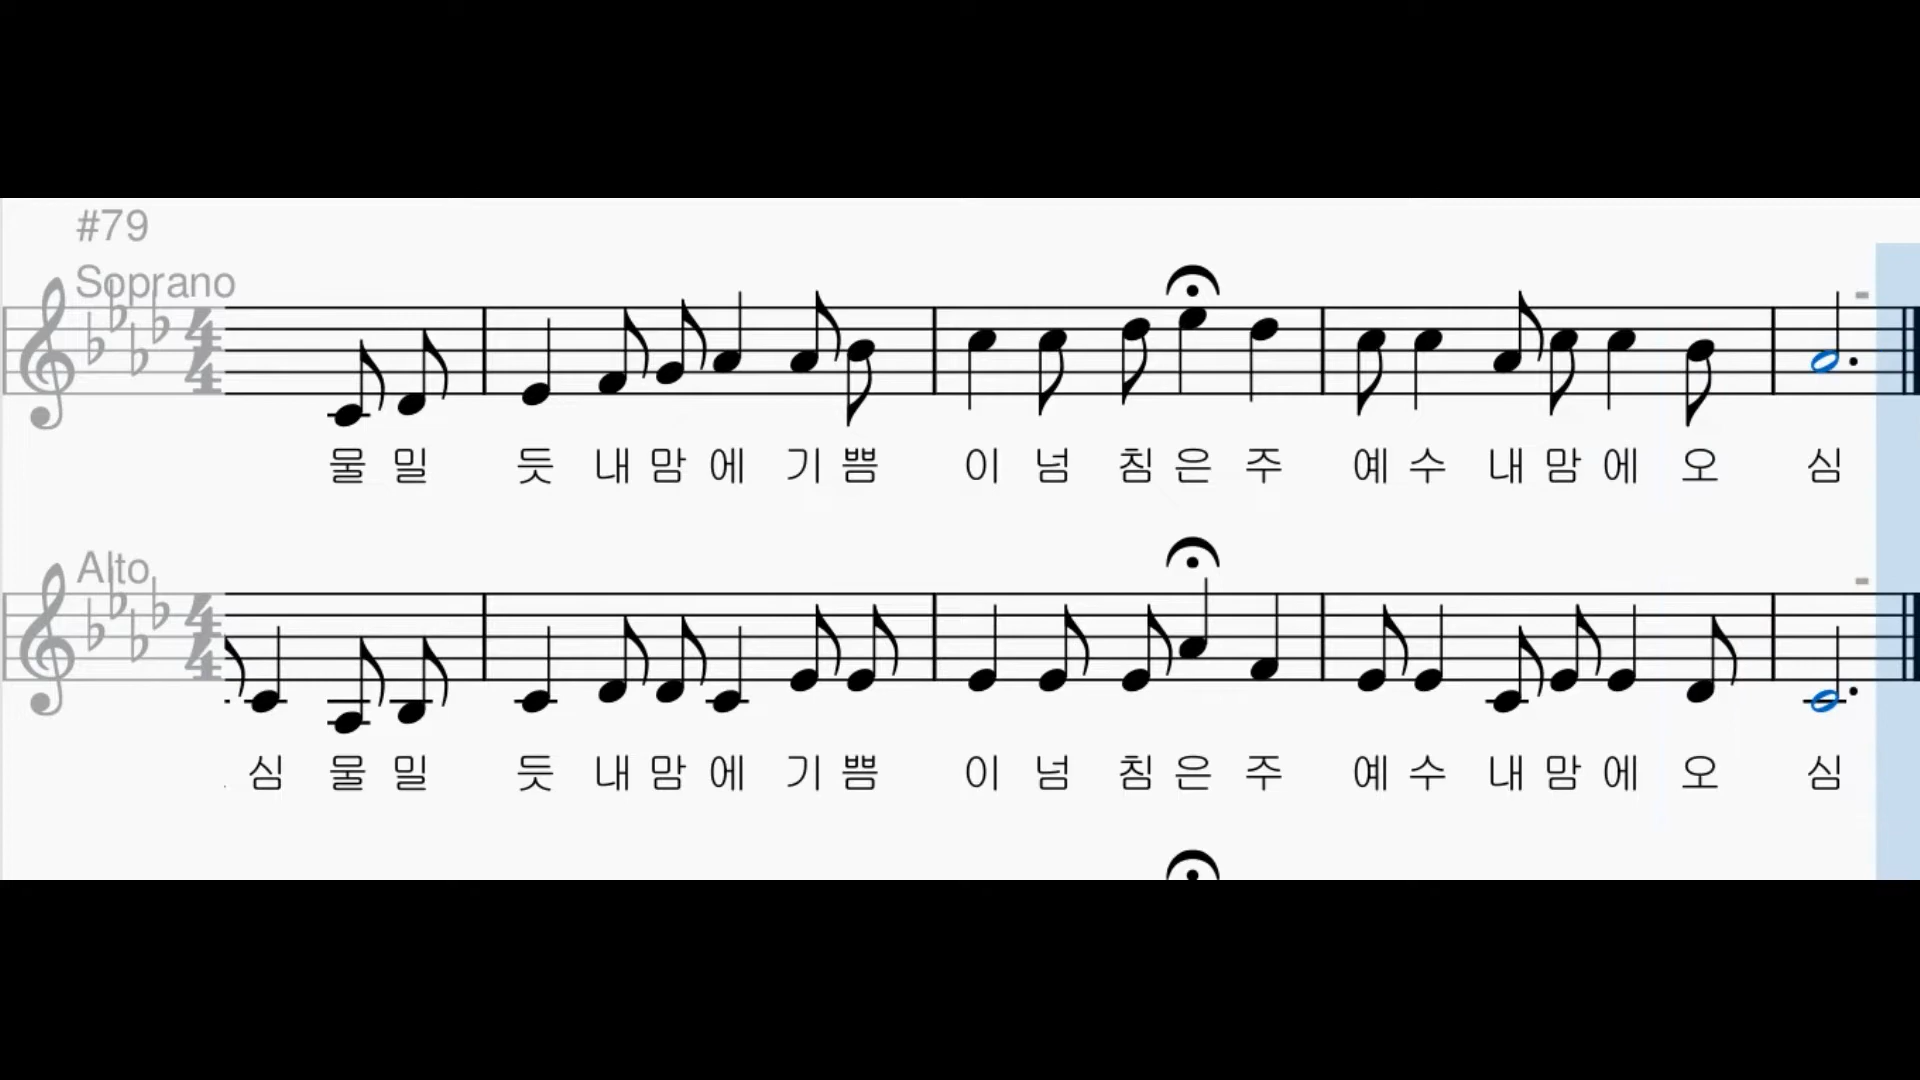 #79
Soprano
물 밀 듯 내 맘 에 기 쁨 이 넘 침 은 주 예 수 내 맘 에 오 심
Alto
심 물 밀 듯 내 맘 에 기 쁨 이 넘 침 은 주 예 수 내 맘 에 오 심